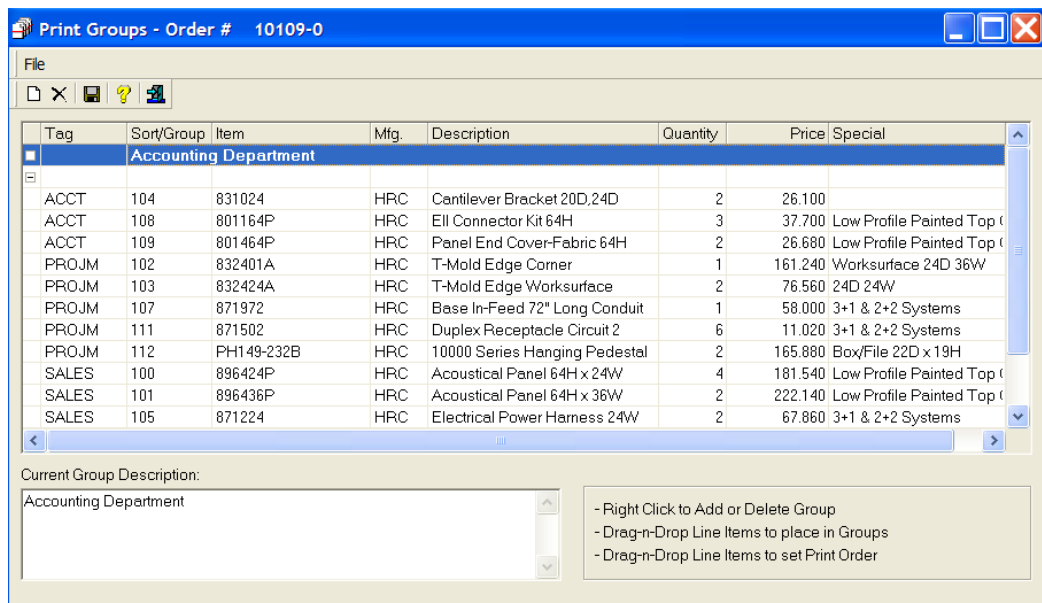 Print Groups - Order #   10109-0
File
Tag Sort/Group Item Mfg. Description Quantity Price Special
Accounting Department
ACCT 104 831024 HRC Cantilever Bracket 20D,24D 2 26.100
ACCT 108 801164P HRC Ell Connector Kit 64H 3 37.700 Low Profile Painted Top
ACCT 109 801464P HRC Panel End Cover-Fabric 64H 2 26.680 Low Profile Painted Top
PROJM 102 832401A HRC T-Mold Edge Corner 1 161.240 Worksurface 24D 36W
PROJM 103 832424A HRC T-Mold Edge Worksurface 2 76.560 24D 24W
PROJM 107 871972 HRC Base In-Feed 72" Long Conduit 1 58.000 3+1 & 2+2 Systems
PROJM 111 871502 HRC Duplex Receptacle Circuit 2 6 11.020 3+1 & 2+2 Systems
PROJM 112 PH149-232B HRC 10000 Series Hanging Pedestal 2 165.880 Box/File 22D x 19H
SALES 100 896424P HRC Acoustical Panel 64H x 24W 4 181.540 Low Profile Painted Top
SALES 101 896436P HRC Acoustical Panel 64H x 36W 2 222.140 Low Profile Painted Top
SALES 105 871224 HRC Electrical Power Harness 24W 2 67.860 3+1 & 2+2 Systems
Current Group Description:
Accounting Department
- Right Click to Add or Delete Group
- Drag-n-Drop Line Items to place in Groups
- Drag-n-Drop Line Items to set Print Order